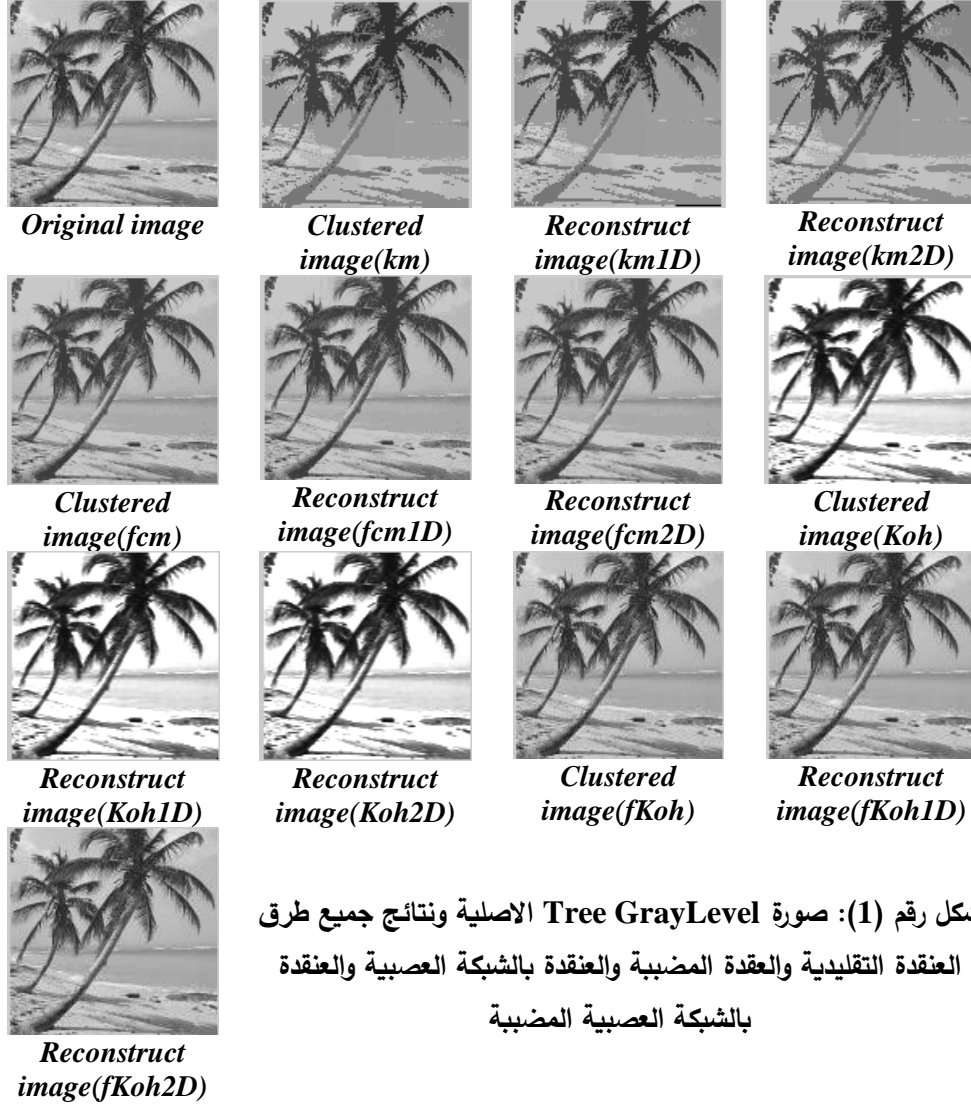 Original image
Clustered
image(km)
Reconstruct
image(km1D)
Reconstruct
image(km2D)
Clustered
image(fcm)
Reconstruct
image(fcm1D)
Reconstruct
image(fcm2D)
Clustered
image(Koh)
Reconstruct
image(Koh1D)
Reconstruct
image(Koh2D)
Clustered
image(fKoh)
Reconstruct
image(fKoh1D)
Reconstruct
image(fKoh2D)
شكل رقم (1): صورة Tree GrayLevel الاصلية ونتائج جميع طرق
العنقدة التقليدية والعقدة المضببة والعنقدة بالشبكة العصبية والعنقدة
بالشبكة العصبية المضببة